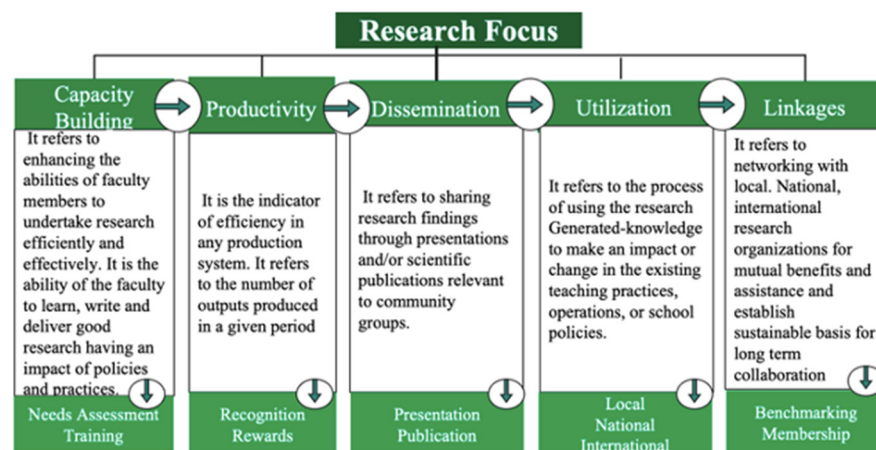 Research Focus
Capacity
Building
It refers to
enhancing the
abilities of faculty
members to
undertake research
efficiently and
effectively. It is the
ability of the faculty
to learn, write and
deliver good
research having an
impact of policies
and practices.
Needs Assessment
Training
Productivity
It is the indicator
of efficiency in
any production
system. It refers
to the number of
outputs produced
in a given period
Recognition
Rewards
Dissemination
It refers to sharing
research findings
through presentations
and/or scientific
publications relevant
to community
groups.
Presentation
Publication
Utilization
It refers to the process
of using the research
Generated-knowledge
to make an impact or
change in the existing
teaching practices,
operations, or school
policies.
Local
National
International
Linkages
It refers to
networking with
local. National,
international
research
organizations for
mutual benefits and
assistance and
establish
sustainable basis for
long term
collaboration
Benchmarking
Membership